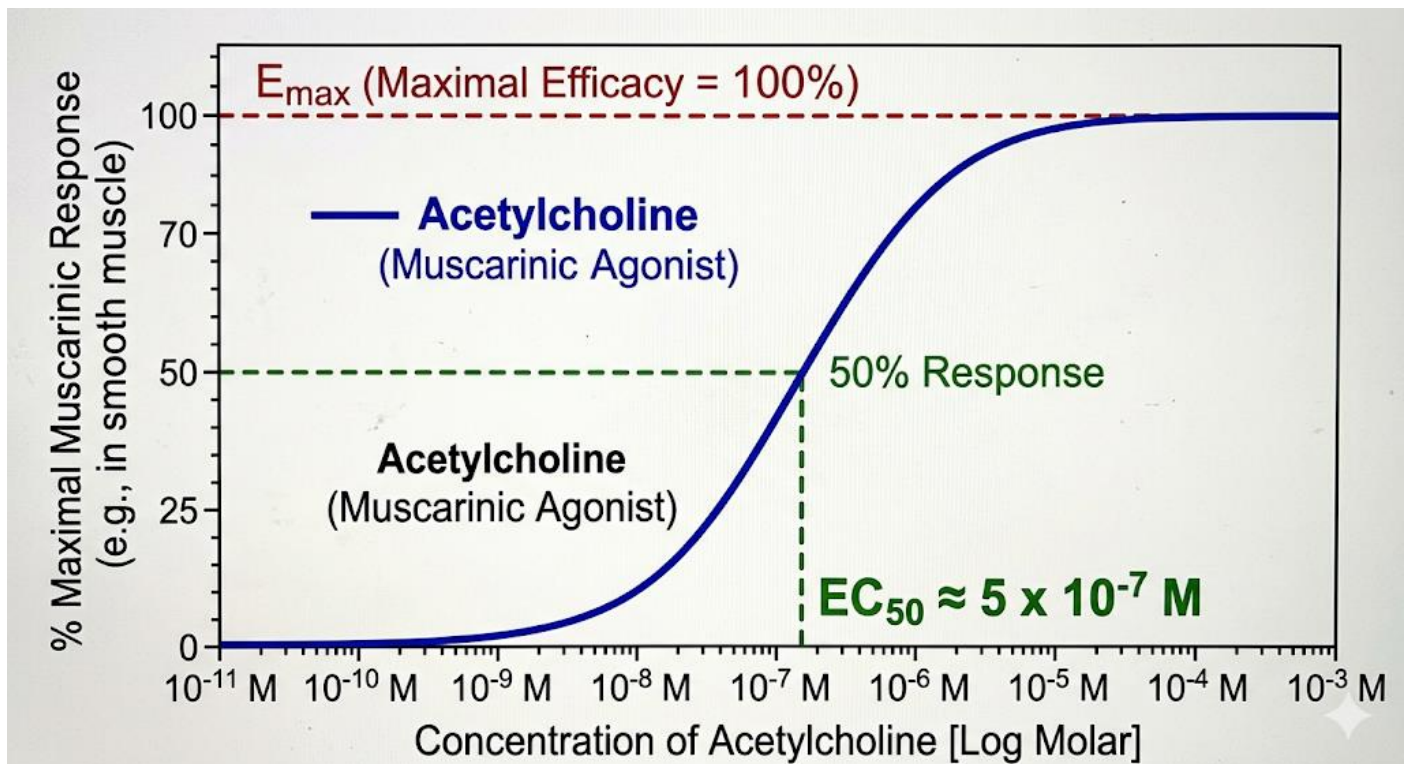 % Maximal Muscarinic Response
(e.g., in smooth muscle)
E_max (Maximal Efficacy = 100%)
100
Acetylcholine
(Muscarinic Agonist)
70
50
50% Response
Acetylcholine
(Muscarinic Agonist)
25
EC₅₀ ≈ 5 x 10⁻⁷ M
0
10⁻¹¹ M 10⁻¹⁰ M 10⁻⁹ M 10⁻⁸ M 10⁻⁷ M 10⁻⁶ M 10⁻⁵ M 10⁻⁴ M 10⁻³ M
Concentration of Acetylcholine [Log Molar]